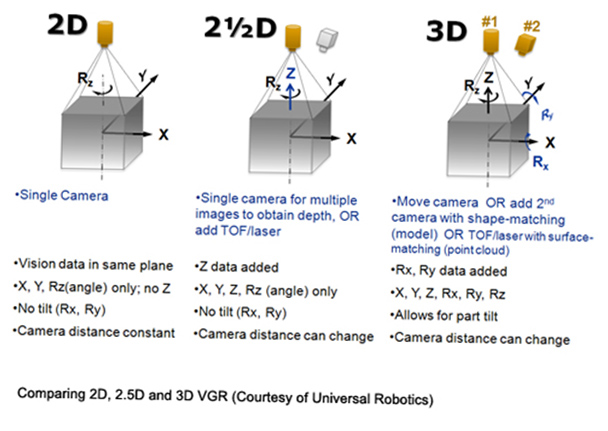 2D
Rz
Y
X
•Single Camera
•Vision data in same plane
•X, Y, Rz(angle) only; no Z
•No tilt (Rx, Ry)
•Camera distance constant
2½D
Rz
Z
Y
X
•Single camera for multiple
images to obtain depth, OR
add TOF/laser
•Z data added
•X, Y, Z, Rz (angle) only
•No tilt (Rx, Ry)
•Camera distance can change
3D
#1
#2
Rz
Z
Y
Ry
X
Rx
•Move camera OR add 2nd
camera with shape-matching
(model) OR TOF/laser with surface-
matching (point cloud)
•Rx, Ry data added
•X, Y, Z, Rx, Ry, Rz
•Allows for part tilt
•Camera distance can change
Comparing 2D, 2.5D and 3D VGR (Courtesy of Universal Robotics)